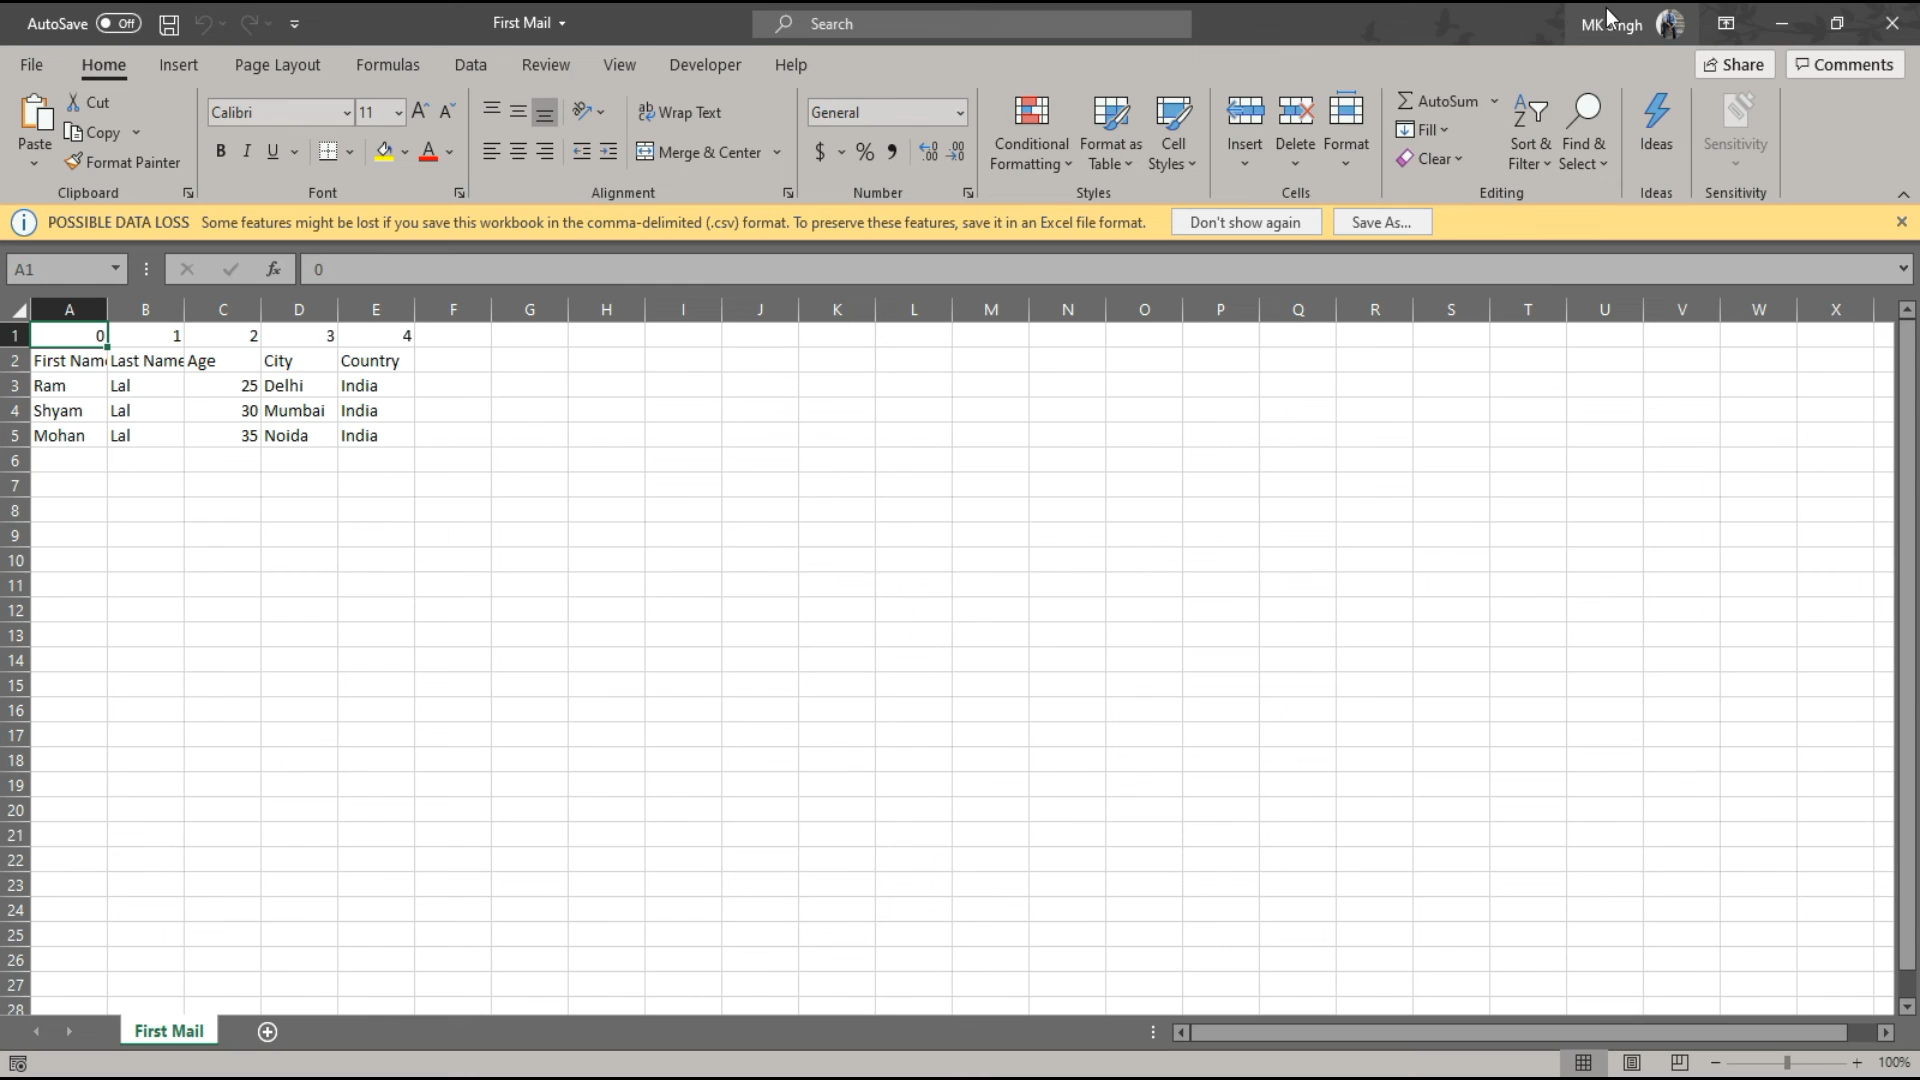 AutoSave Off First Mail Search MK Singh
File Home Insert Page Layout Formulas Data Review View Developer Help Share Comments
Paste Cut Copy Format Painter
Clipboard
Calibri 11
B I U A
Font
ab Wrap Text
Merge & Center
Alignment
General
$ % ,
Number
Conditional Formatting Format as Table Cell Styles
Styles
Insert Delete Format
Cells
AutoSum Fill Clear Sort & Filter Find & Select
Editing
Ideas
Ideas
Sensitivity
Sensitivity
POSSIBLE DATA LOSS Some features might be lost if you save this workbook in the comma-delimited (.csv) format. To preserve these features, save it in an Excel file format. Don't show again Save As...
A1 fx 0
A B C D E F G H I J K L M N O P Q R S T U V W X
1 0 1 2 3 4
2 First Nam Last Name Age City Country
3 Ram Lal 25 Delhi India
4 Shyam Lal 30 Mumbai India
5 Mohan Lal 35 Noida India
6
7
8
9
10
11
12
13
14
15
16
17
18
19
20
21
22
23
24
25
26
27
28
First Mail
100%